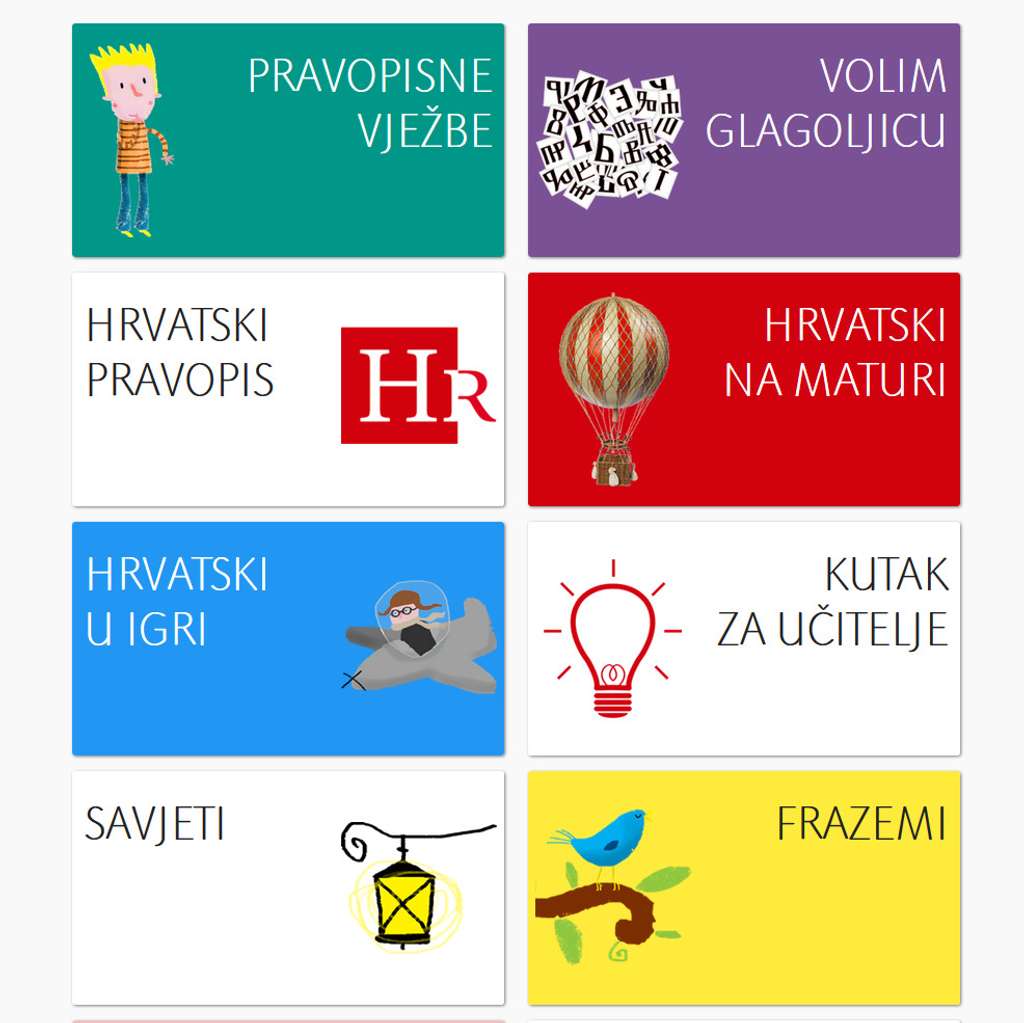 PRAVOPISNE
VJEŽBE
VOLIM
GLAGOLJICU
HRVATSKI
PRAVOPIS
HR
HRVATSKI
NA MATURI
HRVATSKI
U IGRI
KUTAK
ZA UČITELJE
SAVJETI
FRAZEMI